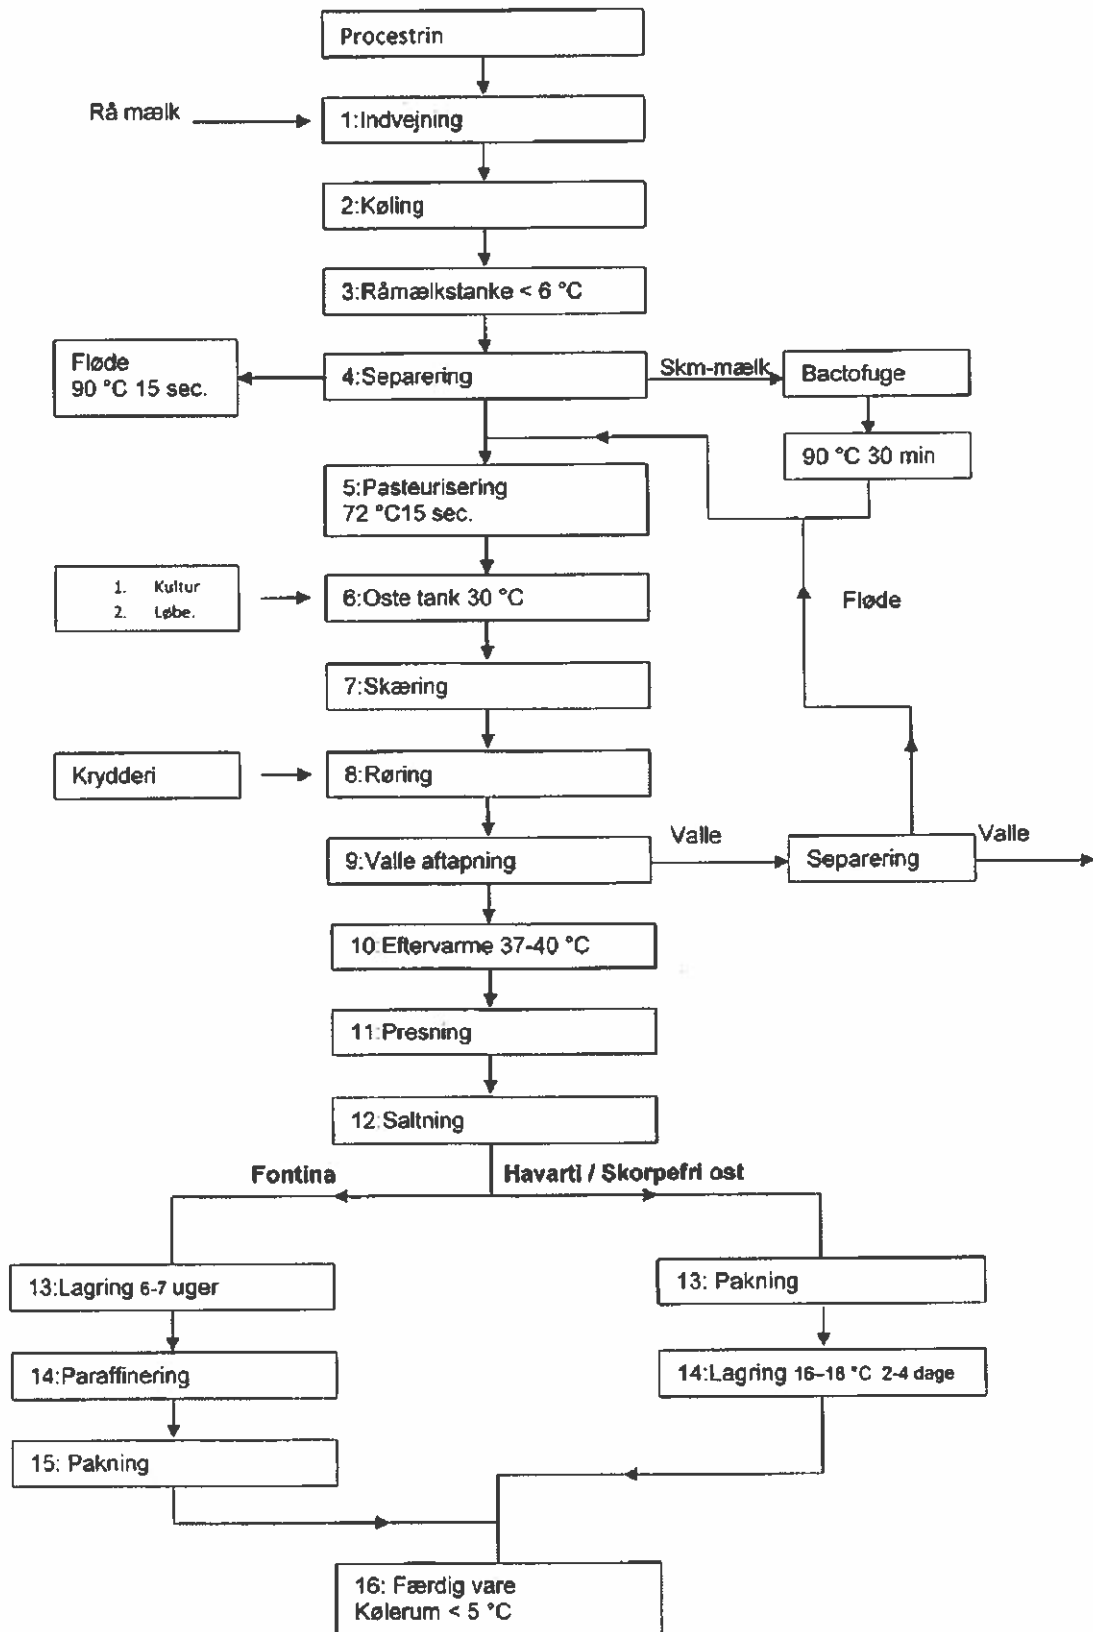 Procestrin
Rå mælk
1:Indvejning
2:Køling
3:Råmælkstanke < 6 °C
Fløde
90 °C 15 sec.
4:Separering
Skm-mælk
Bactofuge
90 °C 30 min
5:Pasteurisering
72 °C15 sec.
1. Kultur
2. Løbe.
6:Oste tank 30 °C
Fløde
7:Skæring
Krydderi
8:Røring
9:Valle aftapning
Valle
Separering
Valle
10:Eftervarme 37-40 °C
11:Presning
12:Saltning
Fontina
Havarti / Skorpefri ost
13:Lagring 6-7 uger
13: Pakning
14:Paraffinering
14:Lagring 16–18 °C 2-4 dage
15: Pakning
16: Færdig vare
Kølerum < 5 °C